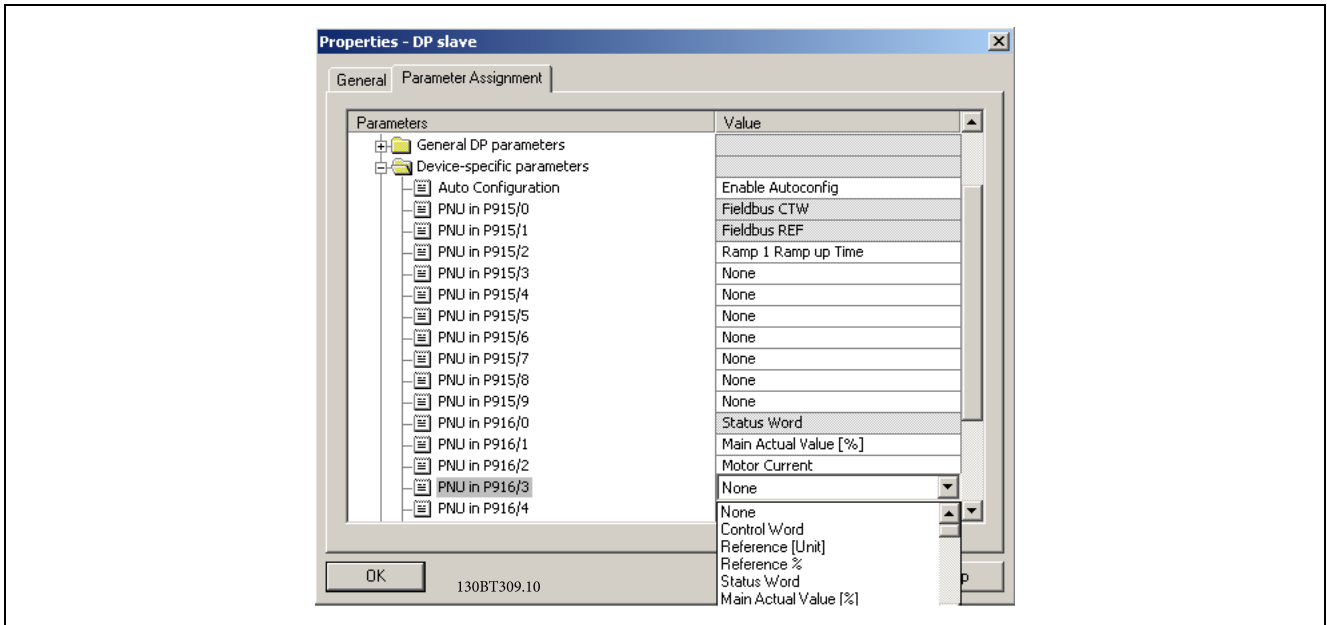 Properties - DP slave
General Parameter Assignment
Parameters Value
General DP parameters
Device-specific parameters
Auto Configuration Enable Autoconfig
PNU in P915/0 Fieldbus CTW
PNU in P915/1 Fieldbus REF
PNU in P915/2 Ramp 1 Ramp up Time
PNU in P915/3 None
PNU in P915/4 None
PNU in P915/5 None
PNU in P915/6 None
PNU in P915/7 None
PNU in P915/8 None
PNU in P915/9 None
PNU in P916/0 Status Word
PNU in P916/1 Main Actual Value [%]
PNU in P916/2 Motor Current
PNU in P916/3 None
PNU in P916/4 None
Control Word
Reference [Unit]
Reference %
Status Word
Main Actual Value [%]
OK 130BT309.10 p